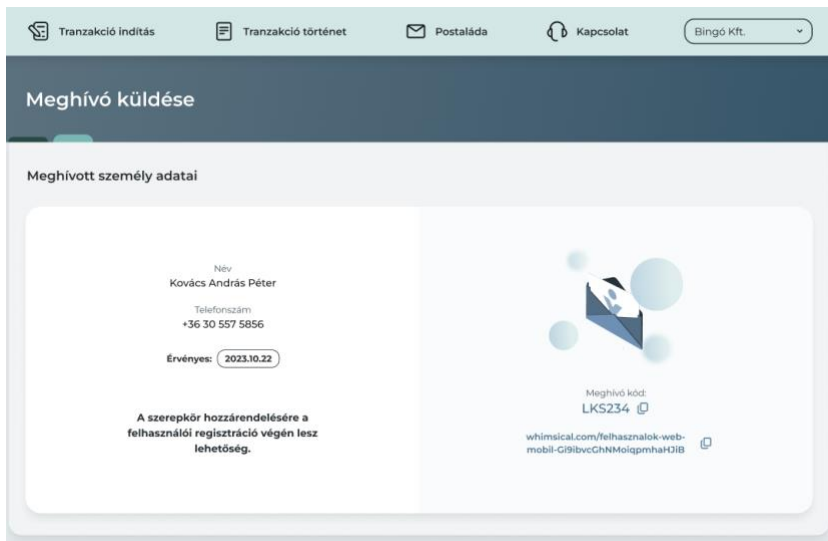 Tranzakció indítás
Tranzakció történet
Postaláda
Kapcsolat
Bingó Kft.
Meghívó küldése
Meghívott személy adatai
Név
Kovács András Péter
Telefonszám
+36 30 557 5856
Érvényes: 2023.10.22
A szerepkör hozzárendelésére a
felhasználói regisztráció végén lesz
lehetőség.
Meghívó kód:
LKS234
whimsical.com/felhasznalok-web-
mobil-Gi9ibvcGhNMoiqpmhaHJiB